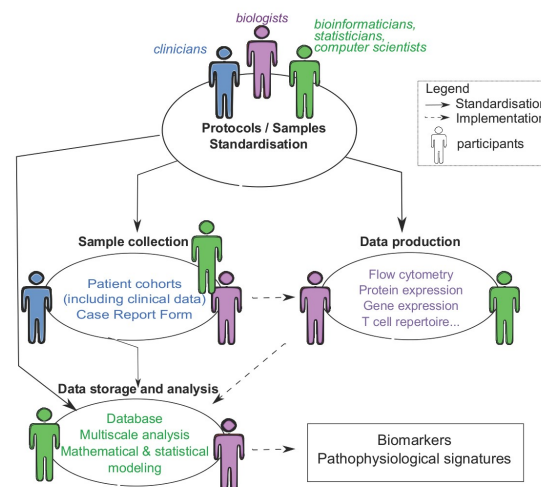 biologists
clinicians
bioinformaticians,
statisticians,
computer scientists
Protocols / Samples
Standardisation
Legend
Standardisation
Implementation
participants
Sample collection
Patient cohorts
(including clinical data)
Case Report Form
Data production
Flow cytometry
Protein expression
Gene expression
T cell repertoire...
Data storage and analysis
Database
Multiscale analysis
Mathematical & statistical
modeling
Biomarkers
Pathophysiological signatures